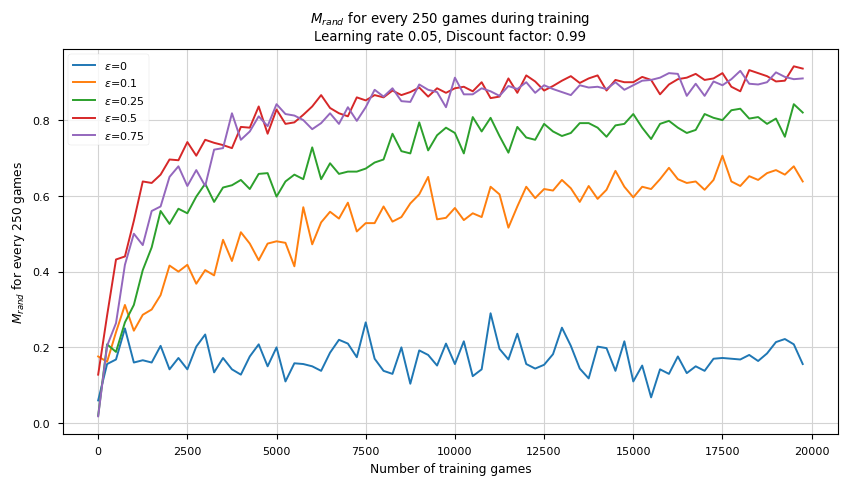 M_rand for every 250 games during training
Learning rate 0.05, Discount factor: 0.99
ε=0
ε=0.1
ε=0.25
ε=0.5
ε=0.75
M_rand for every 250 games
0.8
0.6
0.4
0.2
0.0
0 2500 5000 7500 10000 12500 15000 17500 20000
Number of training games